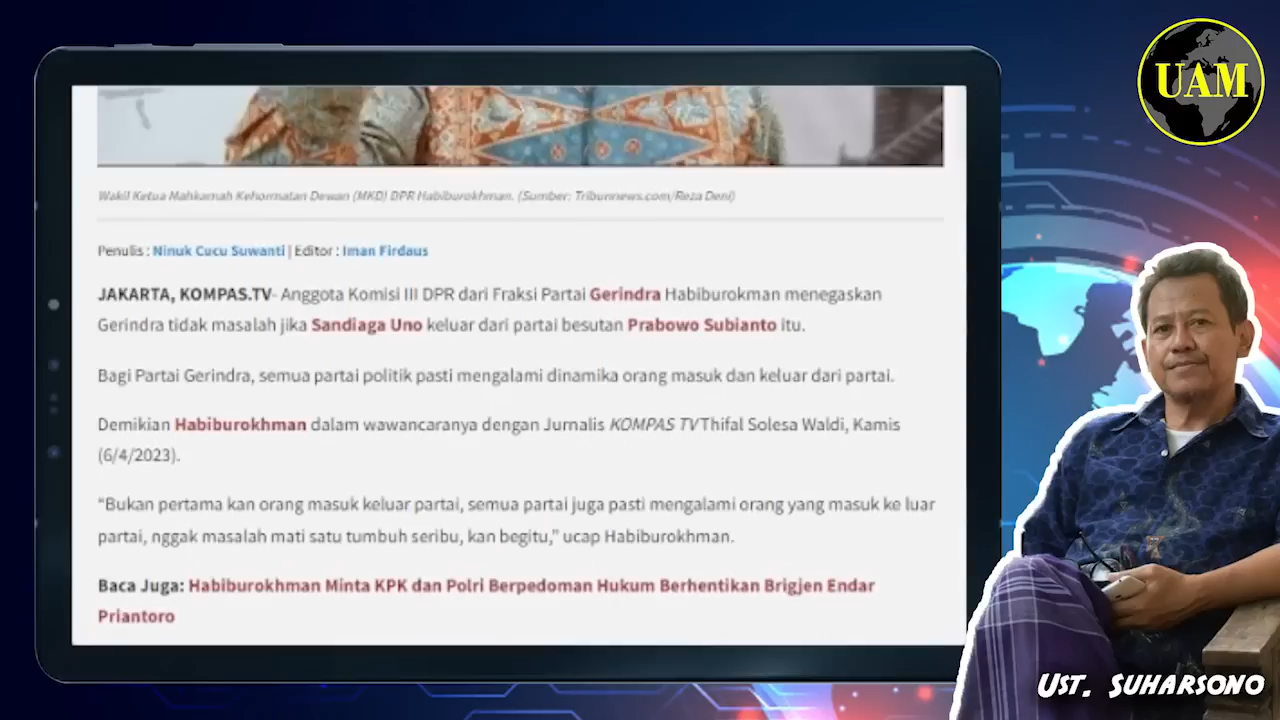 UAM
Wakil Ketua Mahkamah Kehormatan Dewan (MKD) DPR Habiburokhman. (Sumber: Tribunnews.com/Reza Deni)
Penulis : Ninuk Cucu Suwanti | Editor : Iman Firdaus
JAKARTA, KOMPAS.TV- Anggota Komisi III DPR dari Fraksi Partai Gerindra Habiburokman menegaskan
Gerindra tidak masalah jika Sandiaga Uno keluar dari partai besutan Prabowo Subianto itu.
Bagi Partai Gerindra, semua partai politik pasti mengalami dinamika orang masuk dan keluar dari partai.
Demikian Habiburokhman dalam wawancaranya dengan Jurnalis KOMPAS TV Thifal Solesa Waldi, Kamis
(6/4/2023).
“Bukan pertama kan orang masuk keluar partai, semua partai juga pasti mengalami orang yang masuk ke luar
partai, nggak masalah mati satu tumbuh seribu, kan begitu,” ucap Habiburokhman.
Baca Juga: Habiburokhman Minta KPK dan Polri Berpedoman Hukum Berhentikan Brigjen Endar
Priantoro
UST. SUHARSONO